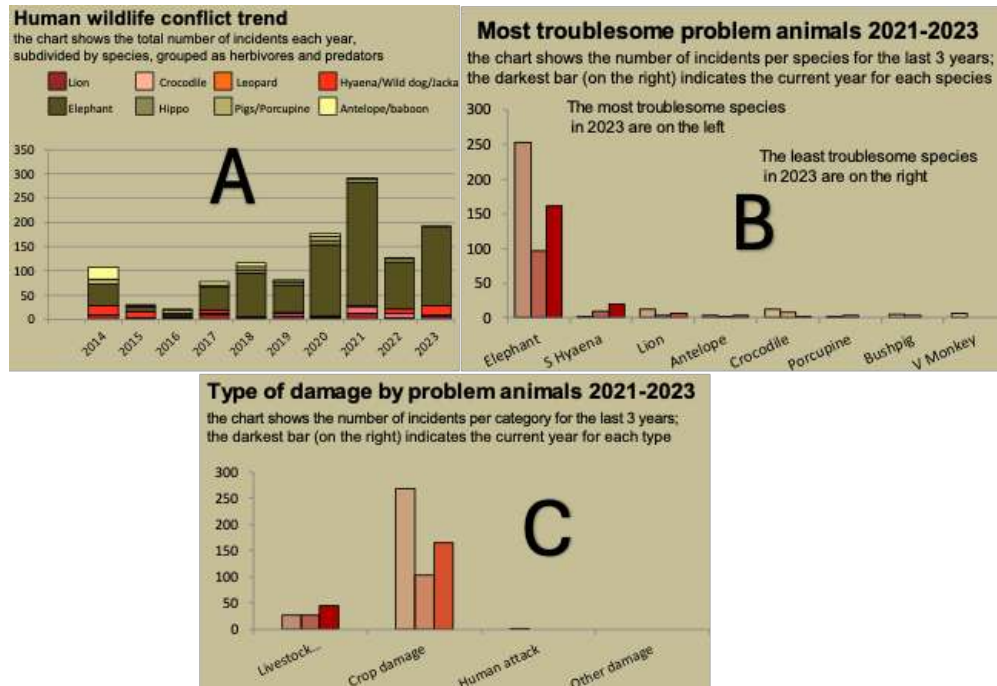 Human wildlife conflict trend
the chart shows the total number of incidents each year,
subdivided by species, grouped as herbivores and predators
Lion Crocodile Leopard Hyaena/Wild dog/Jacka
Elephant Hippo Pigs/Porcupine Antelope/baboon
350
300
250
200
150
100
50
0
A
2014 2015 2016 2017 2018 2019 2020 2021 2022 2023
Most troublesome problem animals 2021-2023
the chart shows the number of incidents per species for the last 3 years;
the darkest bar (on the right) indicates the current year for each species
The most troublesome species
in 2023 are on the left
The least troublesome species
in 2023 are on the right
300
250
200
150
100
50
0
B
Elephant S Hyaena Lion Antelope Crocodile Porcupine Bushpig V Monkey
Type of damage by problem animals 2021-2023
the chart shows the number of incidents per category for the last 3 years;
the darkest bar (on the right) indicates the current year for each type
300
250
200
150
100
50
0
C
Livestock... Crop damage Human attack Other damage